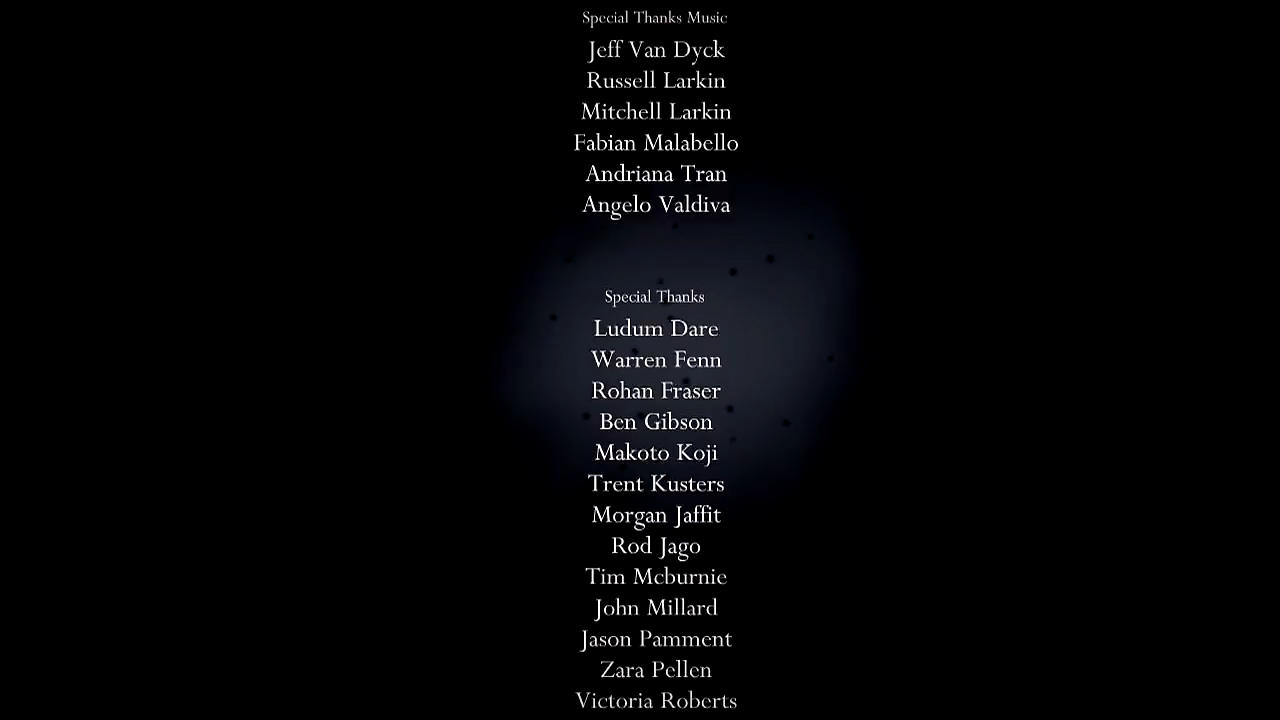 Special Thanks Music
Jeff Van Dyck
Russell Larkin
Mitchell Larkin
Fabian Malabello
Andriana Tran
Angelo Valdiva
Special Thanks
Ludum Dare
Warren Fenn
Rohan Fraser
Ben Gibson
Makoto Koji
Trent Kusters
Morgan Jaffit
Rod Jago
Tim Mcburnie
John Millard
Jason Pamment
Zara Pellen
Victoria Roberts